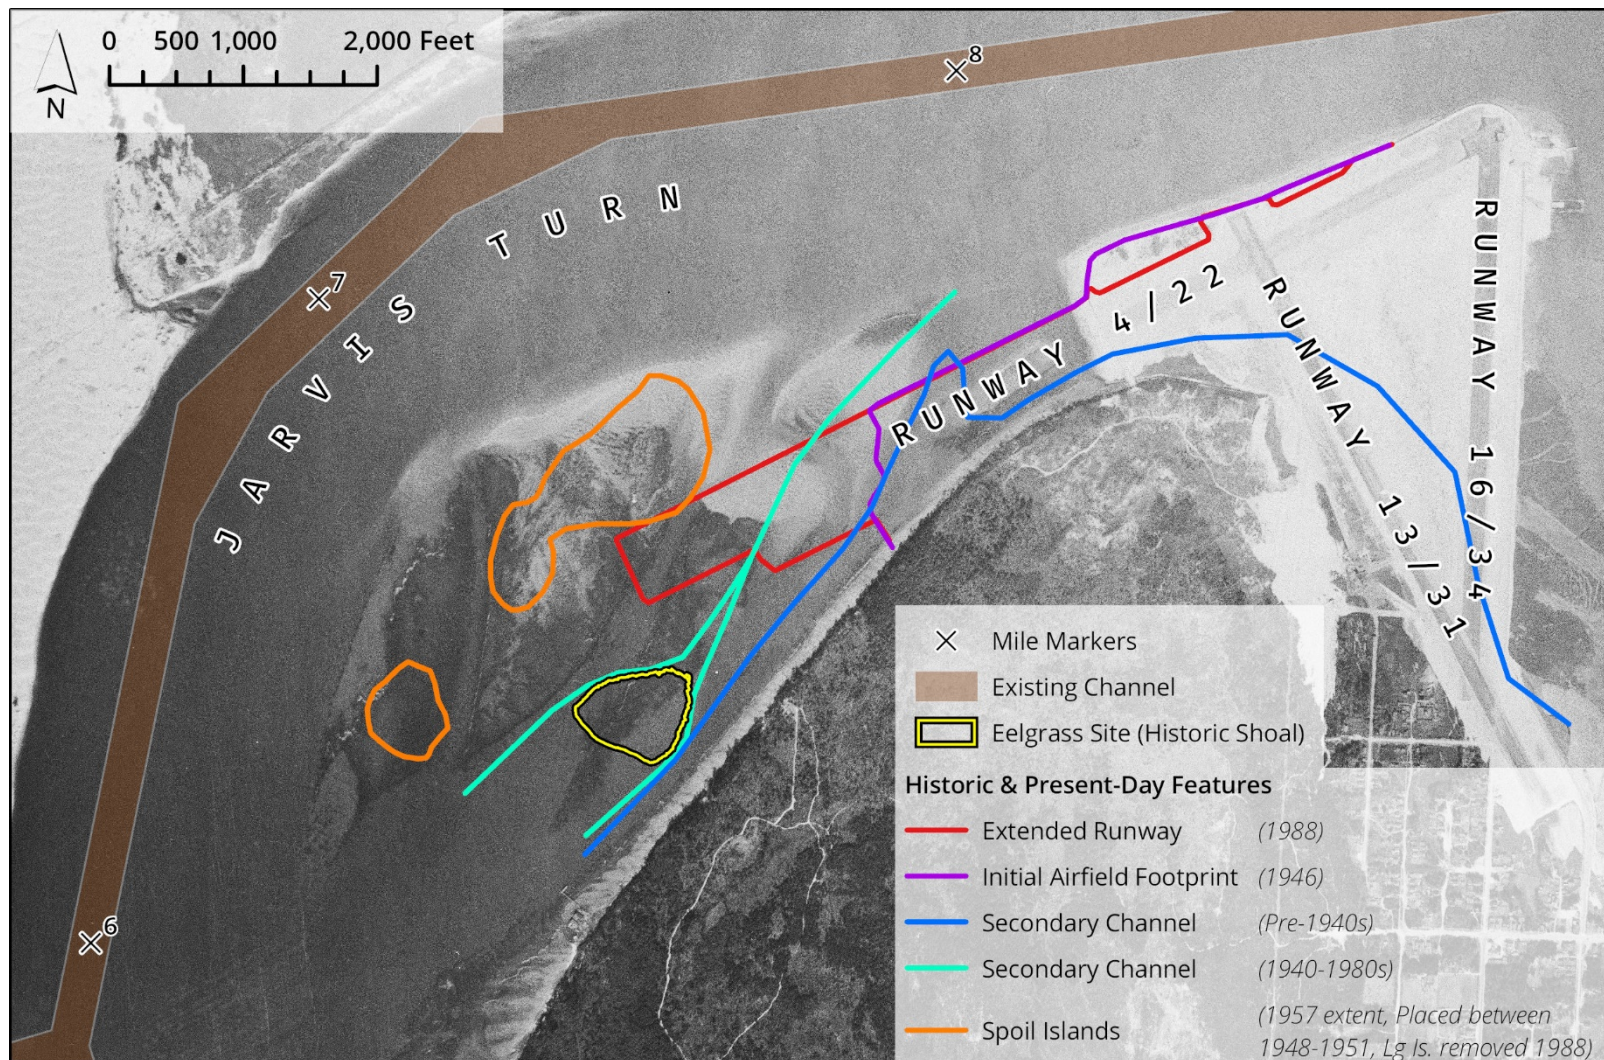 0 500 1,000 2,000 Feet
N
8
7
6
JARVIS TURN
RUNWAY 4/22
RUNWAY 13/31
RUNWAY 16/34
Mile Markers
Existing Channel
Eelgrass Site (Historic Shoal)
Historic & Present-Day Features
Extended Runway (1988)
Initial Airfield Footprint (1946)
Secondary Channel (Pre-1940s)
Secondary Channel (1940-1980s)
Spoil Islands (1957 extent, Placed between
1948-1951, Lg Is. removed 1988)